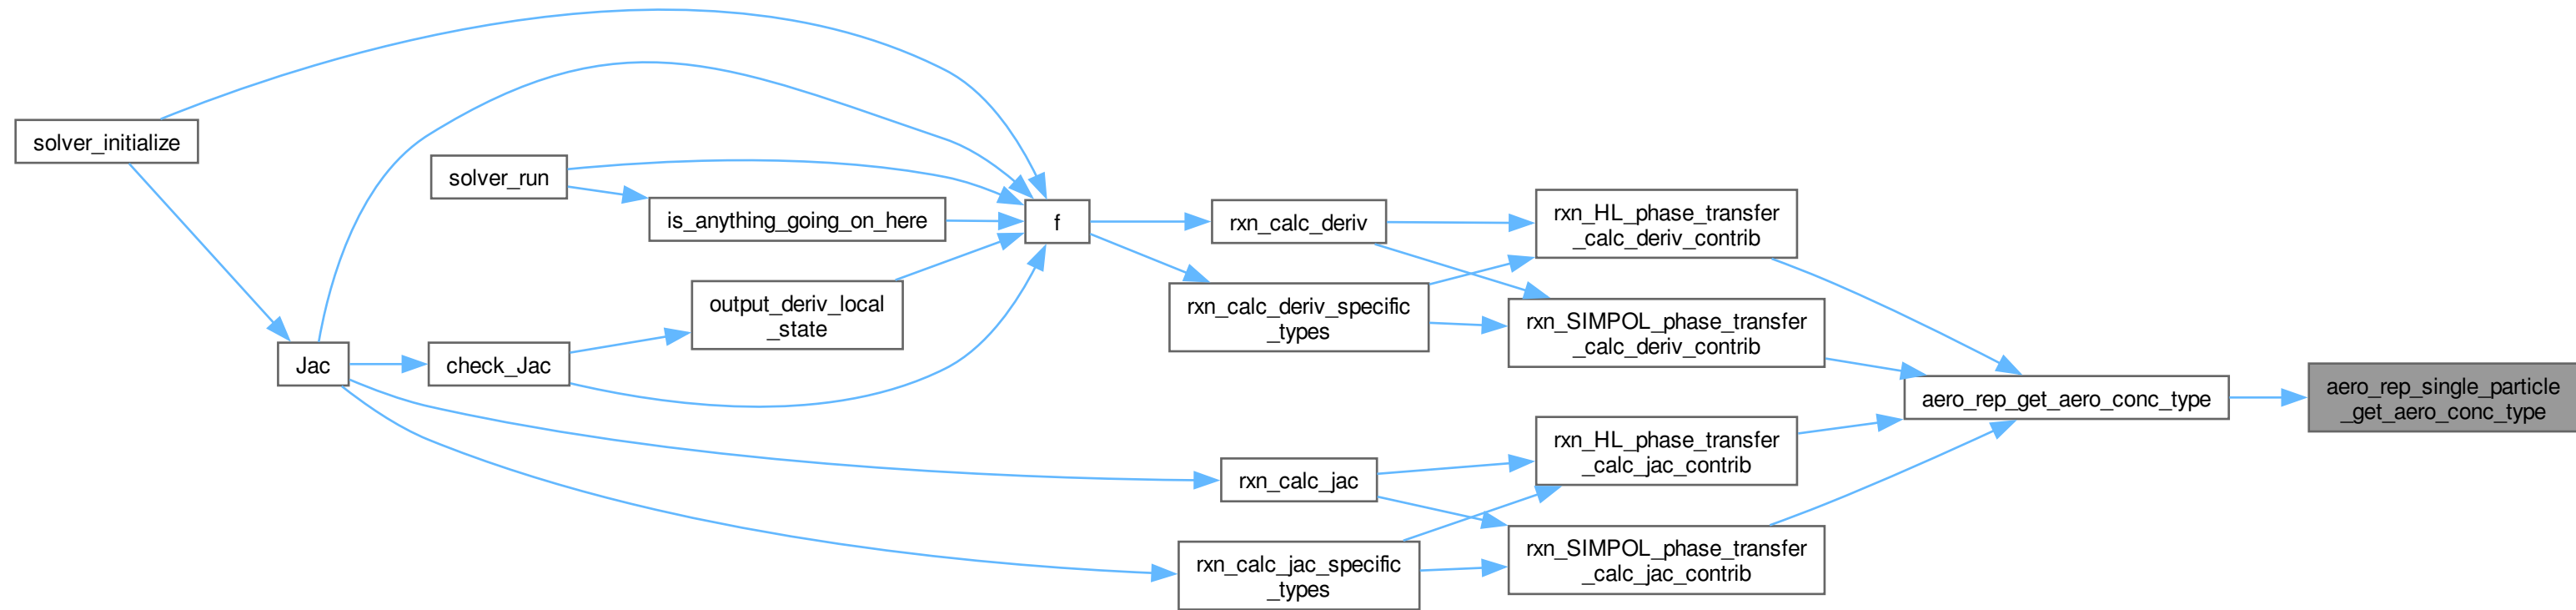 solver_initialize
solver_run
is_anything_going_on_here
output_deriv_local
_state
Jac
check_Jac
f
rxn_calc_deriv
rxn_calc_deriv_specific
_types
rxn_calc_jac
rxn_calc_jac_specific
_types
rxn_HL_phase_transfer
_calc_deriv_contrib
rxn_SIMPOL_phase_transfer
_calc_deriv_contrib
rxn_HL_phase_transfer
_calc_jac_contrib
rxn_SIMPOL_phase_transfer
_calc_jac_contrib
aero_rep_get_aero_conc_type
aero_rep_single_particle
_get_aero_conc_type